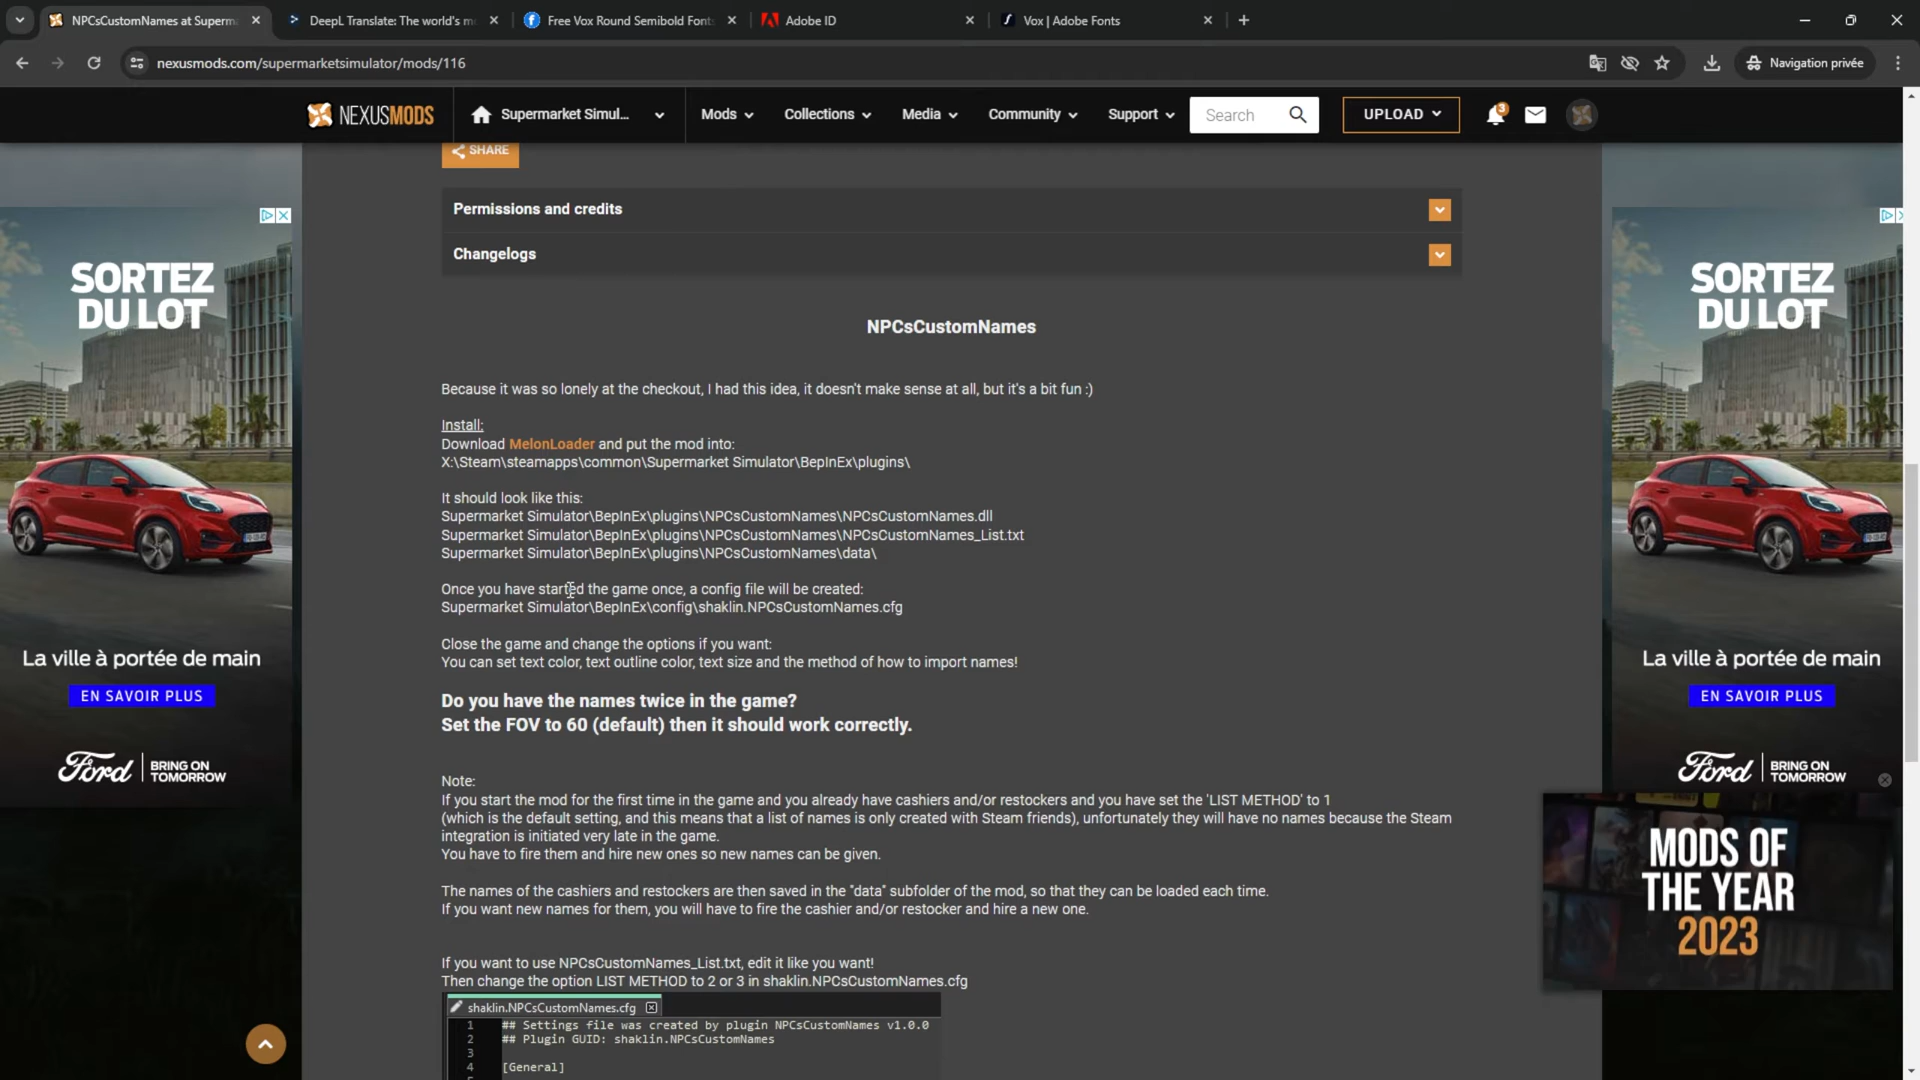 NPCsCustomNames at Superm
DeepL Translate: The world's m
Free Vox Round Semibold Font
Adobe ID
Vox | Adobe Fonts
nexusmods.com/supermarketsimulator/mods/116
Navigation privée
NEXUSMODS
Supermarket Simul...
Mods
Collections
Media
Community
Support
Search
UPLOAD
3
SHARE
Permissions and credits
Changelogs
NPCsCustomNames
Because it was so lonely at the checkout, I had this idea, it doesn't make sense at all, but it's a bit fun :)
Install:
Download MelonLoader and put the mod into:
X:\Steam\steamapps\common\Supermarket Simulator\BepInEx\plugins\
It should look like this:
Supermarket Simulator\BepInEx\plugins\NPCsCustomNames\NPCsCustomNames.dll
Supermarket Simulator\BepInEx\plugins\NPCsCustomNames\NPCsCustomNames_List.txt
Supermarket Simulator\BepInEx\plugins\NPCsCustomNames\data\
Once you have started the game once, a config file will be created:
Supermarket Simulator\BepInEx\config\shaklin.NPCsCustomNames.cfg
Close the game and change the options if you want:
You can set text color, text outline color, text size and the method of how to import names!
Do you have the names twice in the game?
Set the FOV to 60 (default) then it should work correctly.
Note:
If you start the mod for the first time in the game and you already have cashiers and/or restockers and you have set the 'LIST METHOD' to 1
(which is the default setting, and this means that a list of names is only created with Steam friends), unfortunately they will have no names because the Steam
integration is initiated very late in the game.
You have to fire them and hire new ones so new names can be given.
The names of the cashiers and restockers are then saved in the "data" subfolder of the mod, so that they can be loaded each time.
If you want new names for them, you will have to fire the cashier and/or restocker and hire a new one.
If you want to use NPCsCustomNames_List.txt, edit it like you want!
Then change the option LIST METHOD to 2 or 3 in shaklin.NPCsCustomNames.cfg
shaklin.NPCsCustomNames.cfg
1 ## Settings file was created by plugin NPCsCustomNames v1.0.0
2 ## Plugin GUID: shaklin.NPCsCustomNames
3
4 [General]
SORTEZ
DU LOT
La ville à portée de main
EN SAVOIR PLUS
Ford
BRING ON
TOMORROW
SORTEZ
DU LOT
La ville à portée de main
EN SAVOIR PLUS
Ford
BRING ON
TOMORROW
MODS OF
THE YEAR
2023